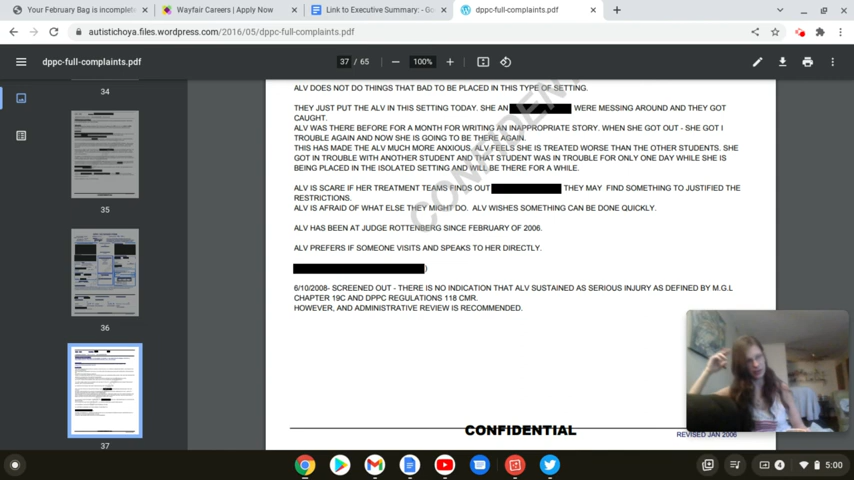 Your February Bag is incomplete
Wayfair Careers | Apply Now
Link to Executive Summary: - Go
dppc-full-complaints.pdf
autistichoya.files.wordpress.com/2016/05/dppc-full-complaints.pdf
dppc-full-complaints.pdf
37 / 65
100%
34
35
36
37
ALV DOES NOT DO THINGS THAT BAD TO BE PLACED IN THIS TYPE OF SETTING.
THEY JUST PUT THE ALV IN THIS SETTING TODAY. SHE AN WERE MESSING AROUND AND THEY GOT
CAUGHT.
ALV WAS THERE BEFORE FOR A MONTH FOR WRITING AN INAPPROPRIATE STORY. WHEN SHE GOT OUT - SHE GOT I
TROUBLE AGAIN AND NOW SHE IS GOING TO BE THERE AGAIN.
THIS HAS MADE THE ALV MUCH MORE ANXIOUS. ALV FEELS SHE IS TREATED WORSE THAN THE OTHER STUDENTS. SHE
GOT IN TROUBLE WITH ANOTHER STUDENT AND THAT STUDENT WAS IN TROUBLE FOR ONLY ONE DAY WHILE SHE IS
BEING PLACED IN THE ISOLATED SETTING AND WILL BE THERE FOR A WHILE.
ALV IS SCARE IF HER TREATMENT TEAMS FINDS OUT THEY MAY FIND SOMETHING TO JUSTIFIED THE
RESTRICTIONS.
ALV IS AFRAID OF WHAT ELSE THEY MIGHT DO. ALV WISHES SOMETHING CAN BE DONE QUICKLY.
ALV HAS BEEN AT JUDGE ROTTENBERG SINCE FEBRUARY OF 2006.
ALV PREFERS IF SOMEONE VISITS AND SPEAKS TO HER DIRECTLY.
)
6/10/2008- SCREENED OUT - THERE IS NO INDICATION THAT ALV SUSTAINED AS SERIOUS INJURY AS DEFINED BY M.G.L
CHAPTER 19C AND DPPC REGULATIONS 118 CMR.
HOWEVER, AND ADMINISTRATIVE REVIEW IS RECOMMENDED.
CONFIDENT
CONFIDENTIAL
REVISED JAN 2006
4
5:00